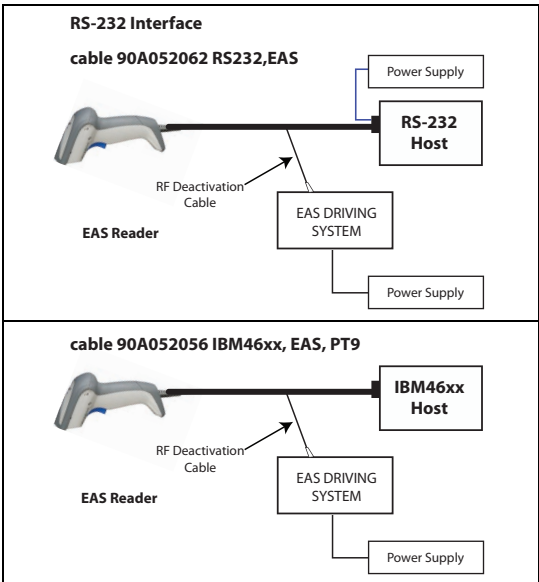 RS-232 Interface
cable 90A052062 RS232,EAS
Power Supply
RS-232
Host
RF Deactivation
Cable
EAS Reader
EAS DRIVING
SYSTEM
Power Supply
cable 90A052056 IBM46xx, EAS, PT9
IBM46xx
Host
RF Deactivation
Cable
EAS Reader
EAS DRIVING
SYSTEM
Power Supply